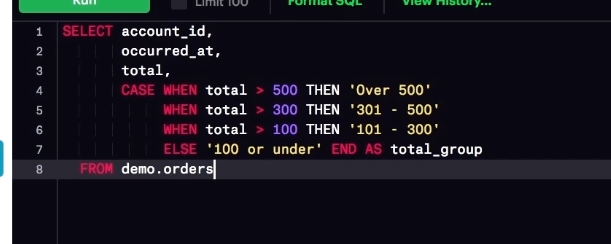 Run
Limit 100
Format SQL
View History...
1 SELECT account_id,
2 occurred_at,
3 total,
4 CASE WHEN total > 500 THEN 'Over 500'
5 WHEN total > 300 THEN '301 - 500'
6 WHEN total > 100 THEN '101 - 300'
7 ELSE '100 or under' END AS total_group
8 FROM demo.orders